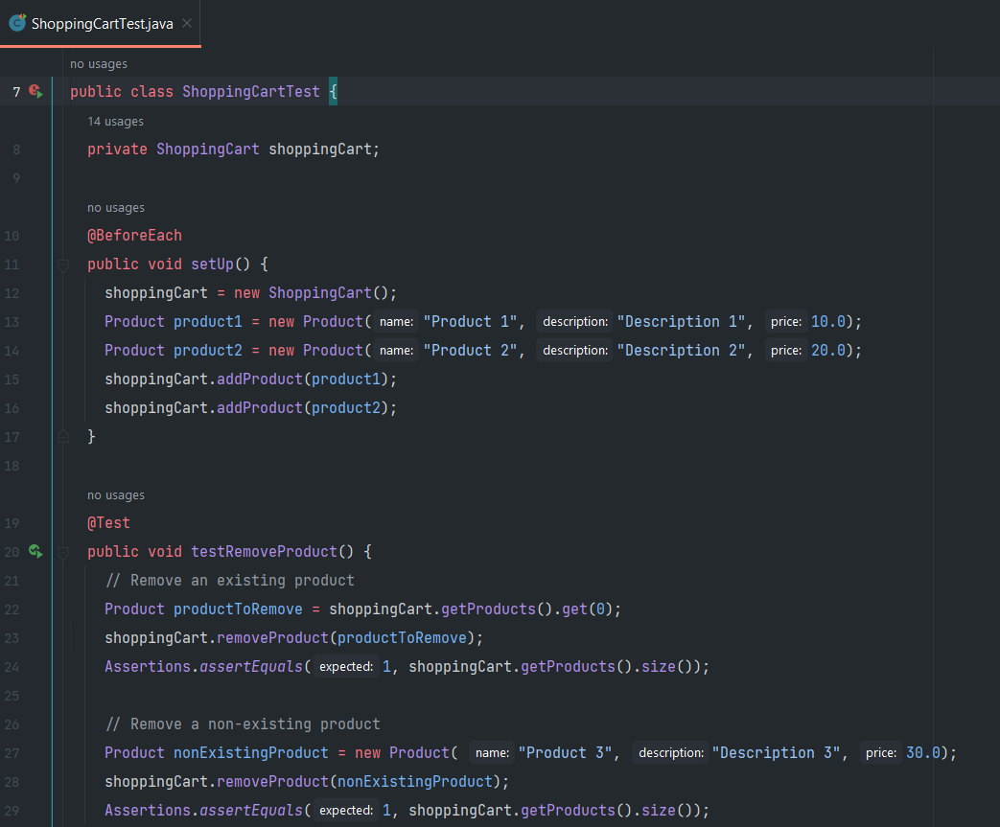 ShoppingCartTest.java
no usages
7 public class ShoppingCartTest {
14 usages
8 private ShoppingCart shoppingCart;
9
no usages
10 @BeforeEach
11 public void setUp() {
12 shoppingCart = new ShoppingCart();
13 Product product1 = new Product( name: "Product 1", description: "Description 1", price: 10.0);
14 Product product2 = new Product( name: "Product 2", description: "Description 2", price: 20.0);
15 shoppingCart.addProduct(product1);
16 shoppingCart.addProduct(product2);
17 }
18
no usages
19 @Test
20 public void testRemoveProduct() {
21 // Remove an existing product
22 Product productToRemove = shoppingCart.getProducts().get(0);
23 shoppingCart.removeProduct(productToRemove);
24 Assertions.assertEquals( expected: 1, shoppingCart.getProducts().size());
25
26 // Remove a non-existing product
27 Product nonExistingProduct = new Product( name: "Product 3", description: "Description 3", price: 30.0);
28 shoppingCart.removeProduct(nonExistingProduct);
29 Assertions.assertEquals( expected: 1, shoppingCart.getProducts().size());